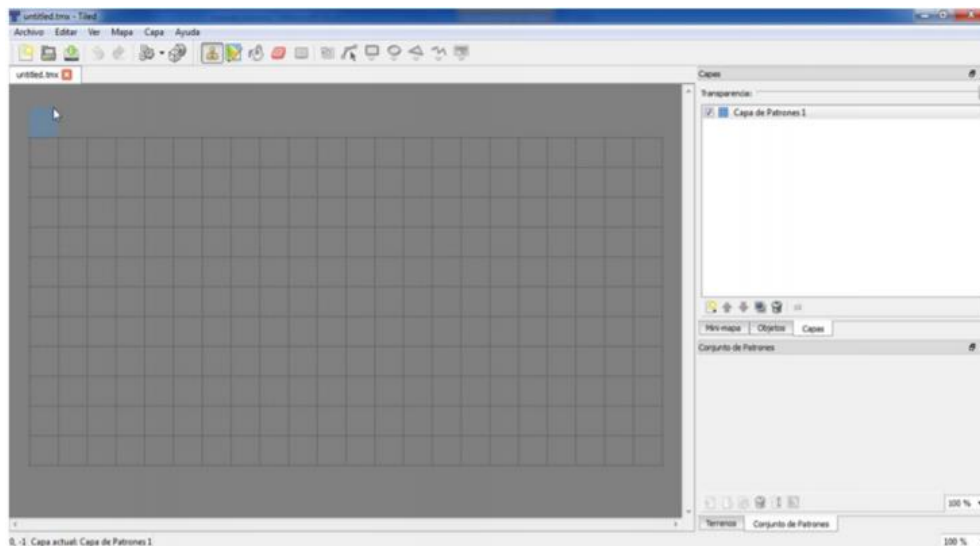 untitled.tmx - Tiled
Archivo Editar Ver Mapa Capa Ayuda
untitled.tmx
Capas
Transparencia:
Capa de Patrones 1
Mini-mapa Objetos Capas
Conjunto de Patrones
100 %
Terrenos Conjunto de Patrones
0, -1 Capa actual: Capa de Patrones 1
100 %